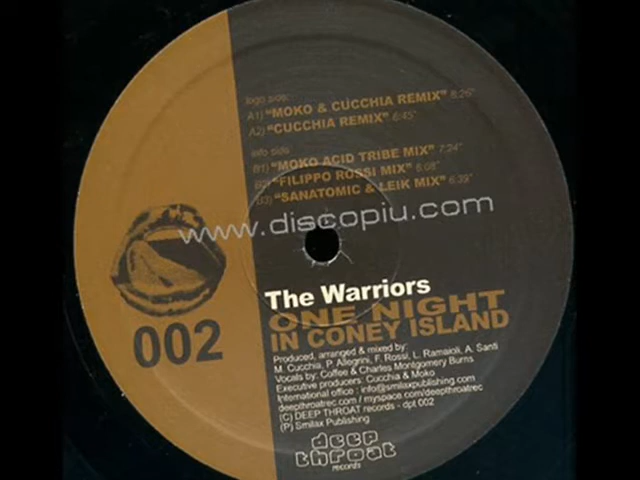 logo side:
A1) "MOKO & CUCCHIA REMIX" 8:26"
A2) "CUCCHIA REMIX" 6:45"
info side
B1) "MOKO ACID TRIBE MIX" 7:24"
B2) "FILIPPO ROSSI MIX" 6:08"
B3) "SANATOMIC & LEIK MIX" 6:39"
www.discopiu.com
002
The Warriors
ONE NIGHT
IN CONEY ISLAND
Produced, arranged & mixed by:
M. Cucchia, P. Allegrini, F. Rossi, L. Ramaioli, A. Santi
Vocals by: Coffee & Charles Montgomery Burns
Executive producers: Cucchia & Moko
International office : info@smilaxpublishing.com
deepthroatrec.com / myspace.com/deepthroatrec
(C) DEEP THROAT records - dpt 002
(P) Smilax Publishing
deep
throat
records